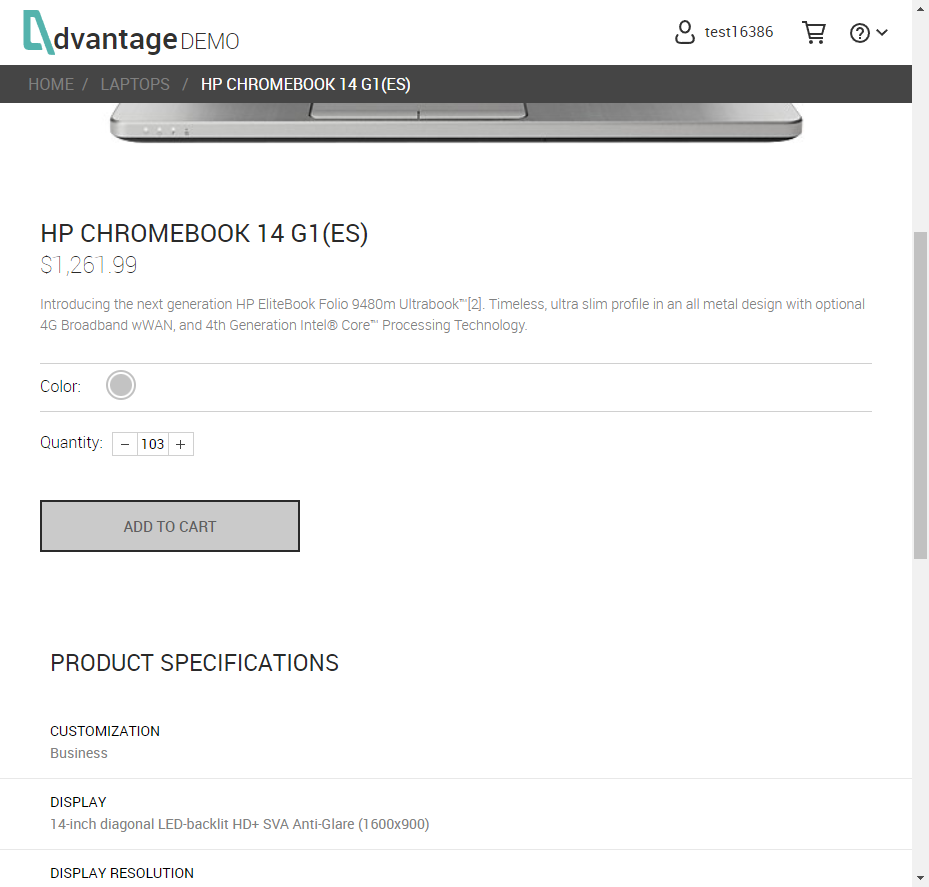 dvantage DEMO
test16386
HOME / LAPTOPS / HP CHROMEBOOK 14 G1(ES)
HP CHROMEBOOK 14 G1(ES)
$1,261.99
Introducing the next generation HP EliteBook Folio 9480m Ultrabook™[2]. Timeless, ultra slim profile in an all metal design with optional
4G Broadband wWAN, and 4th Generation Intel® Core™ Processing Technology.
Color:
Quantity: − 103 +
ADD TO CART
PRODUCT SPECIFICATIONS
CUSTOMIZATION
Business
DISPLAY
14-inch diagonal LED-backlit HD+ SVA Anti-Glare (1600x900)
DISPLAY RESOLUTION